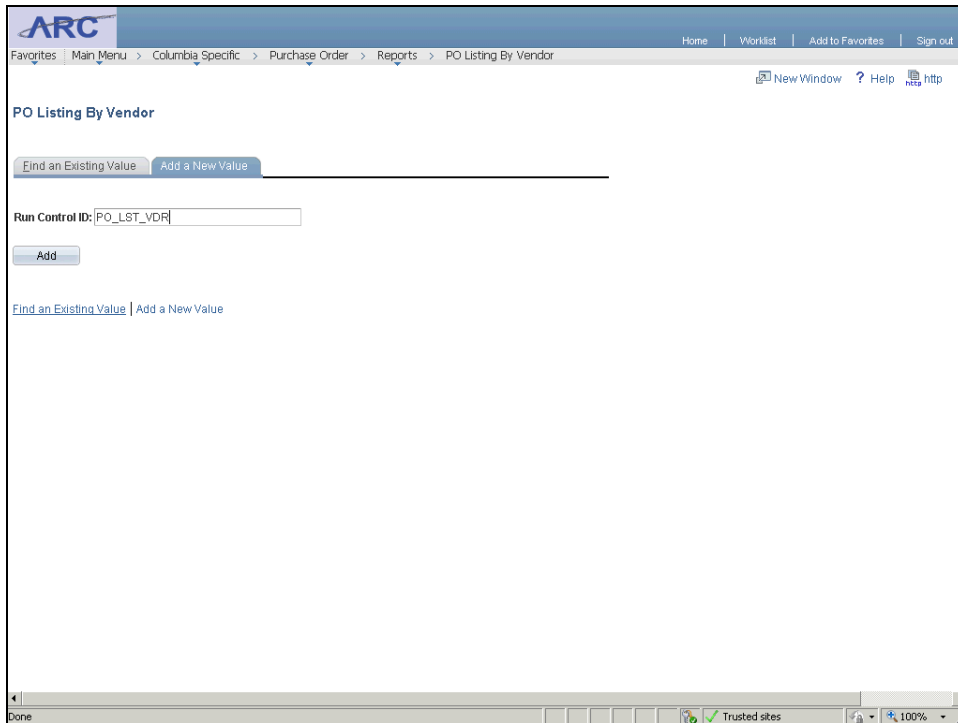 ARC
Home | Worklist | Add to Favorites | Sign out
Favorites Main Menu > Columbia Specific > Purchase Order > Reports > PO Listing By Vendor
New Window ? Help http http
PO Listing By Vendor
Find an Existing Value Add a New Value
Run Control ID: PO_LST_VDR
Add
Find an Existing Value | Add a New Value
Done Trusted sites 100%